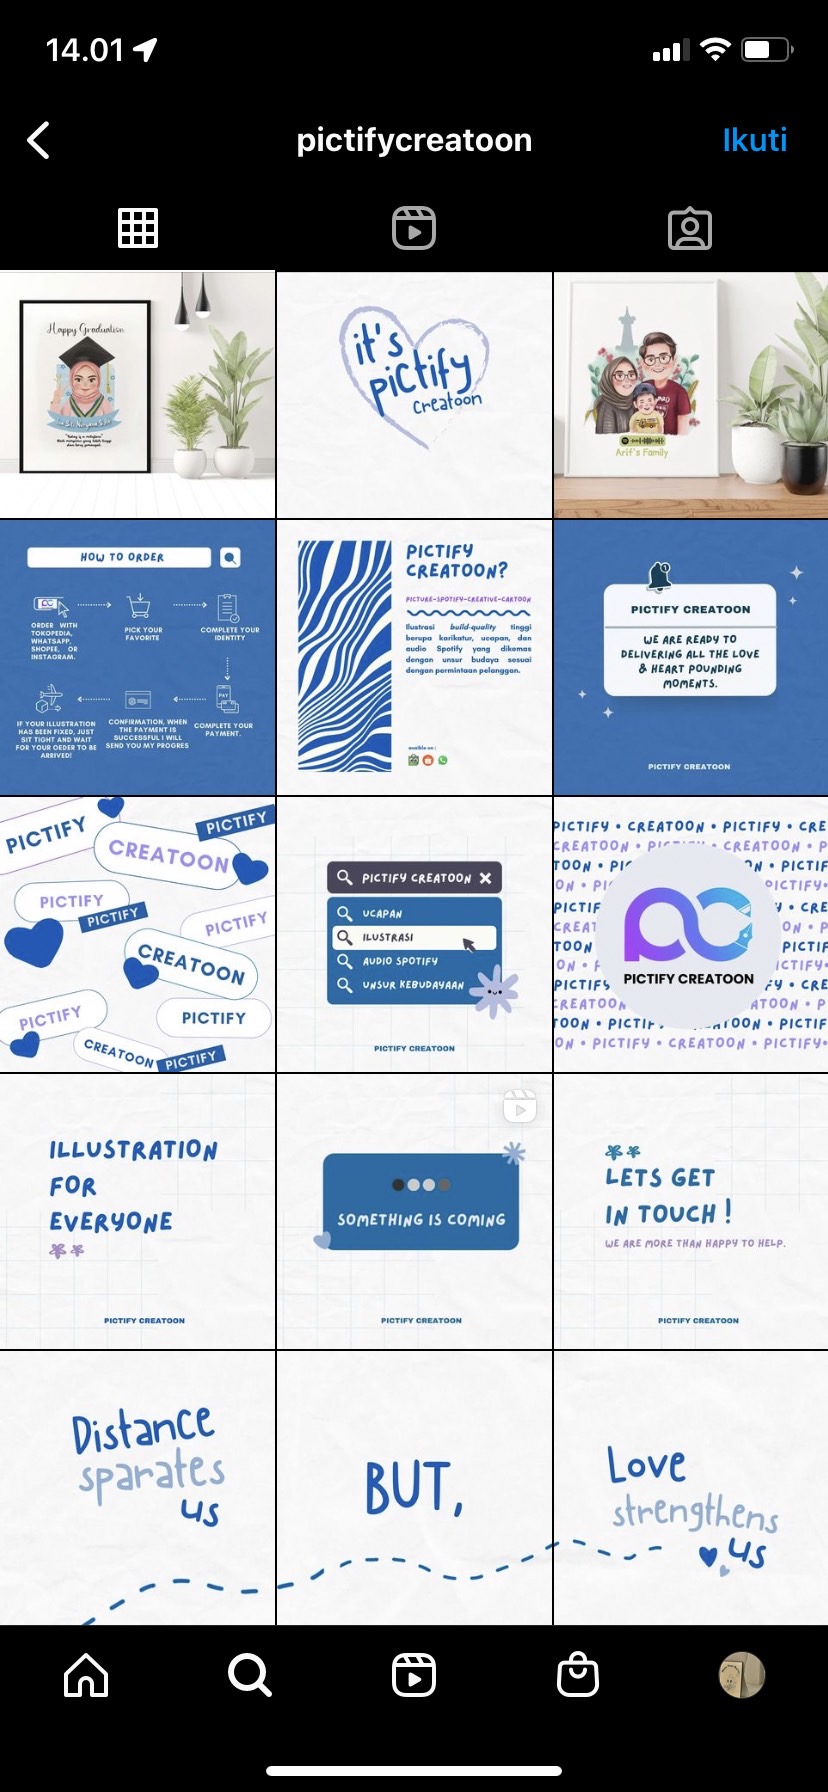 14.01
pictifycreatoon
Ikuti
Happy Graduation
it's
pictify
creatoon
Arif's Family
HOW TO ORDER
ORDER WITH
TOKOPEDIA,
WHATSAPP,
SHOPEE, OR
INSTAGRAM.
PICK YOUR
FAVORITE
COMPLETE YOUR
IDENTITY
IF YOUR ILLUSTRATION
HAS BEEN FIXED, JUST
SIT TIGHT AND WAIT
FOR YOUR ORDER TO BE
ARRIVED!
CONFIRMATION, WHEN
THE PAYMENT IS
SUCCESSFUL I WILL
SEND YOU MY PROGRES
PAY
COMPLETE YOUR
PAYMENT.
PICTIFY
CREATOON?
PICTURE-SPOTIFY-CREATIVE-CARTOON
Ilustrasi build-quality tinggi
berupa karikatur, ucapan, dan
audio Spotify yang dikemas
dengan unsur budaya sesuai
dengan permintaan pelanggan.
PICTIFY CREATOON
WE ARE READY TO
DELIVERING ALL THE LOVE
& HEART POUNDING
MOMENTS.
PICTIFY CREATOON
PICTIFY
PICTIFY
CREATOON
PICTIFY
PICTIFY
PICTIFY
CREATOON
PICTIFY
PICTIFY
CREATOON
PICTIFY
PICTIFY CREATOON
UCAPAN
ILUSTRASI
AUDIO SPOTIFY
UNSUR KEBUDAYAAN
PICTIFY CREATOON
PICTIFY • CREATOON • PICTIFY • CRE
PICTIFY CREATOON
OON • PICTIFY • CREATOON • PICTIFY•
ILLUSTRATION
FOR
EVERYONE
PICTIFY CREATOON
SOMETHING IS COMING
PICTIFY CREATOON
LETS GET
IN TOUCH !
WE ARE MORE THAN HAPPY TO HELP.
PICTIFY CREATOON
Distance
sparates
us
BUT,
Love
strengthens
us